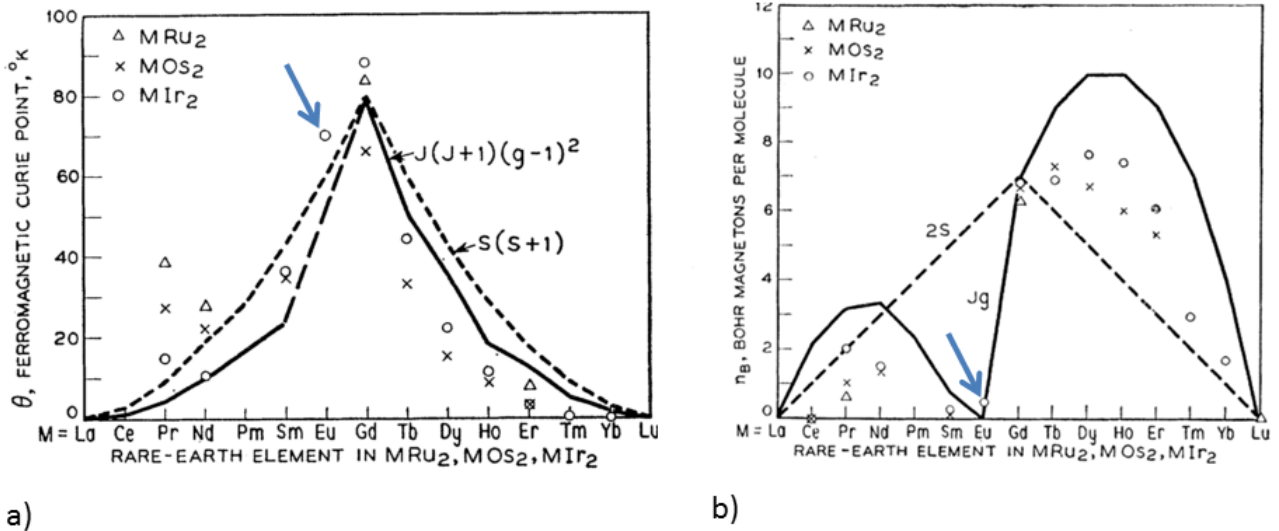 θ, FERROMAGNETIC CURIE POINT, °K
100
80
60
40
20
0
△ MRu₂
× MOs₂
○ MIr₂
J(J+1)(g-1)²
S(S+1)
M = La Ce Pr Nd Pm Sm Eu Gd Tb Dy Ho Er Tm Yb Lu
RARE-EARTH ELEMENT IN MRu₂, MOs₂, MIr₂
a)
n_B, BOHR MAGNETONS PER MOLECULE
12
10
8
6
4
2
0
△ MRu₂
× MOs₂
○ MIr₂
2S
Jg
M = La Ce Pr Nd Pm Sm Eu Gd Tb Dy Ho Er Tm Yb Lu
RARE-EARTH ELEMENT IN MRu₂, MOs₂, MIr₂
b)